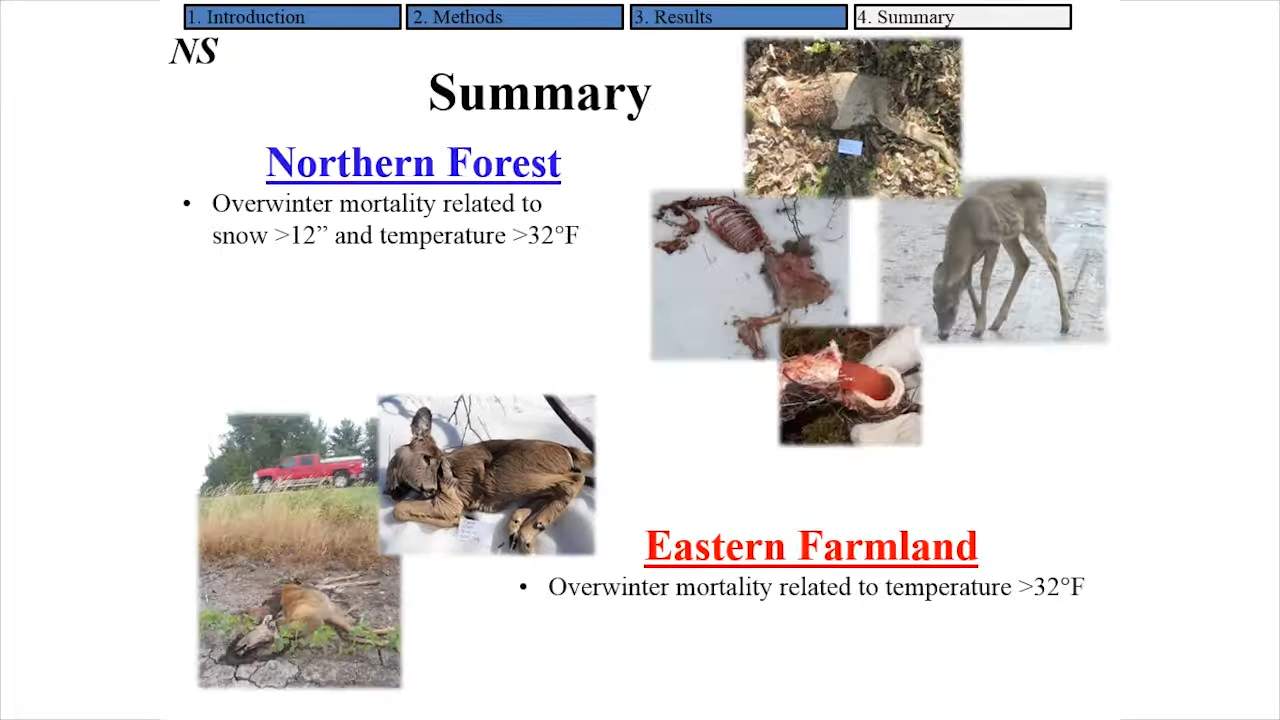 1. Introduction
2. Methods
3. Results
4. Summary
NS
Summary
Northern Forest
• Overwinter mortality related to
snow >12” and temperature >32°F
Eastern Farmland
• Overwinter mortality related to temperature >32°F